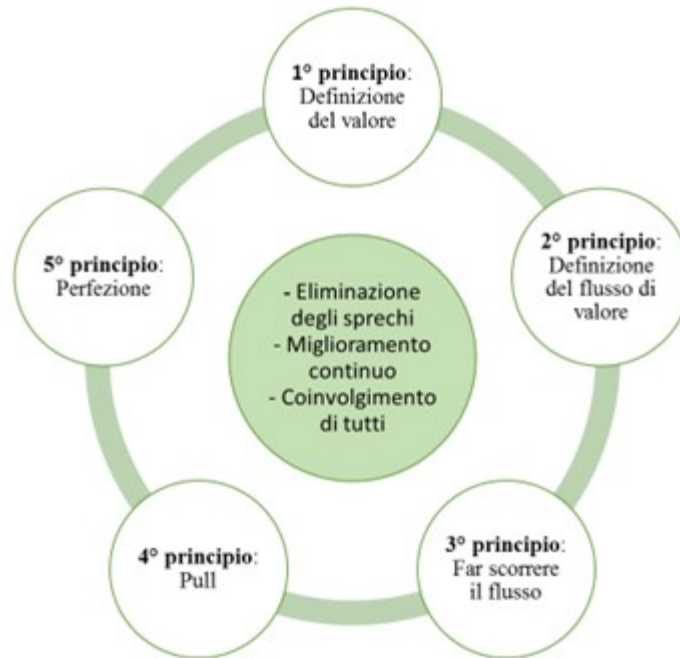 1° principio:
Definizione
del valore
2° principio:
Definizione
del flusso di
valore
3° principio:
Far scorrere
il flusso
4° principio:
Pull
5° principio:
Perfezione
- Eliminazione
degli sprechi
- Miglioramento
continuo
- Coinvolgimento
di tutti